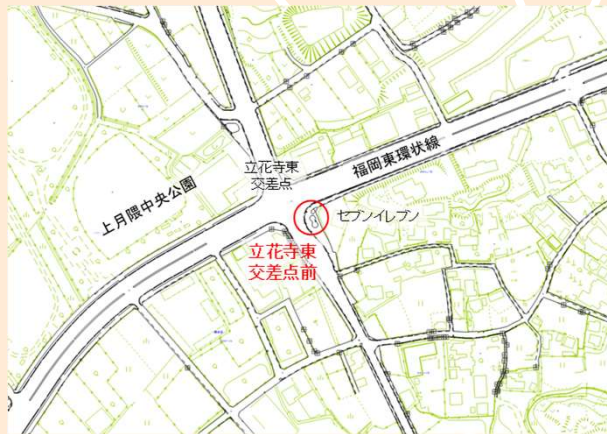 立花寺東
交差点
福岡東環状線
上月隈中央公園
セブンイレブン
立花寺東
交差点前